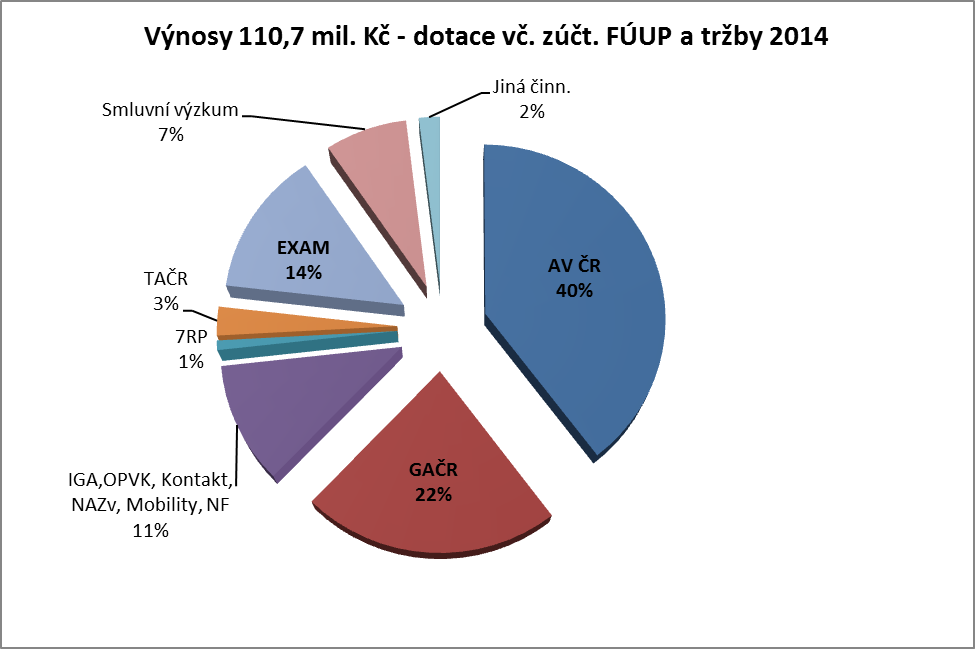 Výnosy 110,7 mil. Kč - dotace vč. zúčt. FÚUP a tržby 2014
Jiná činn.
2%
Smluvní výzkum
7%
EXAM
14%
AV ČR
40%
TAČR
3%
7RP
1%
GAČR
22%
IGA,OPVK, Kontakt,
NAZv, Mobility, NF
11%